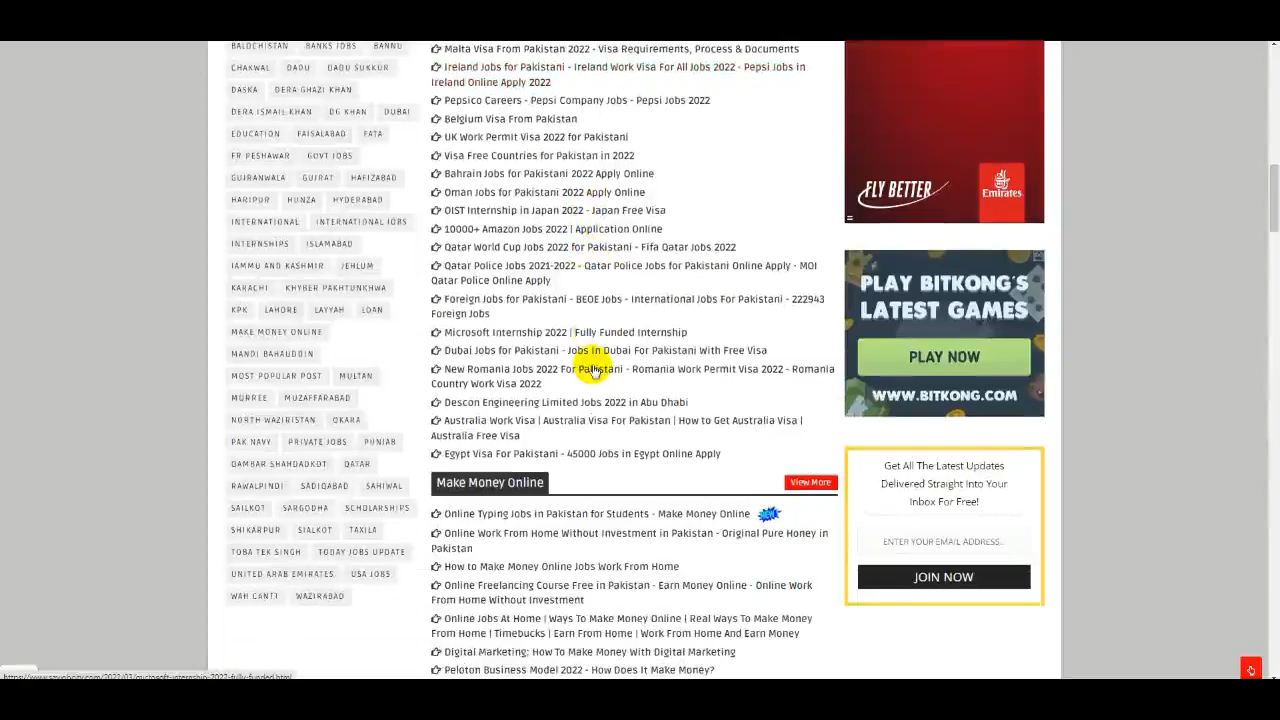 BALOCHISTAN BANKS JOBS BANNU
CHAKWAL DADU DADU SUKKUR
DASKA DERA GHAZI KHAN
DERA ISMAIL KHAN DG KHAN DUBAI
EDUCATION FAISALABAD FATA
FR PESHAWAR GOVT JOBS
GUJRANWALA GUJRAT HAFIZABAD
HARIPUR HUNZA HYDERABAD
INTERNATIONAL INTERNATIONAL JOBS
INTERNSHIPS ISLAMABAD
JAMMU AND KASHMIR JEHLUM
KARACHI KHYBER PAKHTUNKHWA
KPK LAHORE LAYYAH LOAN
MAKE MONEY ONLINE
MANDI BAHAUDDIN
MOST POPULAR POST MULTAN
MURREE MUZAFFARABAD
NORTH WAZIRISTAN OKARA
PAK NAVY PRIVATE JOBS PUNJAB
QAMBAR SHAHDADKOT QATAR
RAWALPINDI SADIQABAD SAHIWAL
SAILKOT SARGODHA SCHOLARSHIPS
SHIKARPUR SIALKOT TAXILA
TOBA TEK SINGH TODAY JOBS UPDATE
UNITED ARAB EMIRATES USA JOBS
WAH CANTT WAZIRABAD
Malta Visa From Pakistan 2022 - Visa Requirements, Process & Documents
Ireland Jobs for Pakistani - Ireland Work Visa For All Jobs 2022 - Pepsi Jobs in
Ireland Online Apply 2022
Pepsico Careers - Pepsi Company Jobs - Pepsi Jobs 2022
Belgium Visa From Pakistan
UK Work Permit Visa 2022 for Pakistani
Visa Free Countries for Pakistan in 2022
Bahrain Jobs for Pakistani 2022 Apply Online
Oman Jobs for Pakistani 2022 Apply Online
OIST Internship in Japan 2022 - Japan Free Visa
10000+ Amazon Jobs 2022 | Application Online
Qatar World Cup Jobs 2022 for Pakistani - Fifa Qatar Jobs 2022
Qatar Police Jobs 2021-2022 - Qatar Police Jobs for Pakistani Online Apply - MOI
Qatar Police Online Apply
Foreign Jobs for Pakistani - BEOE Jobs - International Jobs For Pakistani - 222943
Foreign Jobs
Microsoft Internship 2022 | Fully Funded Internship
Dubai Jobs for Pakistani - Jobs in Dubai For Pakistani With Free Visa
New Romania Jobs 2022 For Pakistani - Romania Work Permit Visa 2022 - Romania
Country Work Visa 2022
Descon Engineering Limited Jobs 2022 in Abu Dhabi
Australia Work Visa | Australia Visa For Pakistan | How to Get Australia Visa |
Australia Free Visa
Egypt Visa For Pakistani - 45000 Jobs in Egypt Online Apply
Make Money Online View More
Online Typing Jobs in Pakistan for Students - Make Money Online NEW
Online Work From Home Without Investment in Pakistan - Original Pure Honey in
Pakistan
How to Make Money Online Jobs Work From Home
Online Freelancing Course Free in Pakistan - Earn Money Online - Online Work
From Home Without Investment
Online Jobs At Home | Ways To Make Money Online | Real Ways To Make Money
From Home | Timebucks | Earn From Home | Work From Home And Earn Money
Digital Marketing: How To Make Money With Digital Marketing
Peloton Business Model 2022 - How Does It Make Money?
FLY BETTER
Emirates
PLAY BITKONG'S
LATEST GAMES
PLAY NOW
WWW.BITKONG.COM
Get All The Latest Updates
Delivered Straight Into Your
Inbox For Free!
ENTER YOUR EMAIL ADDRESS..
JOIN NOW